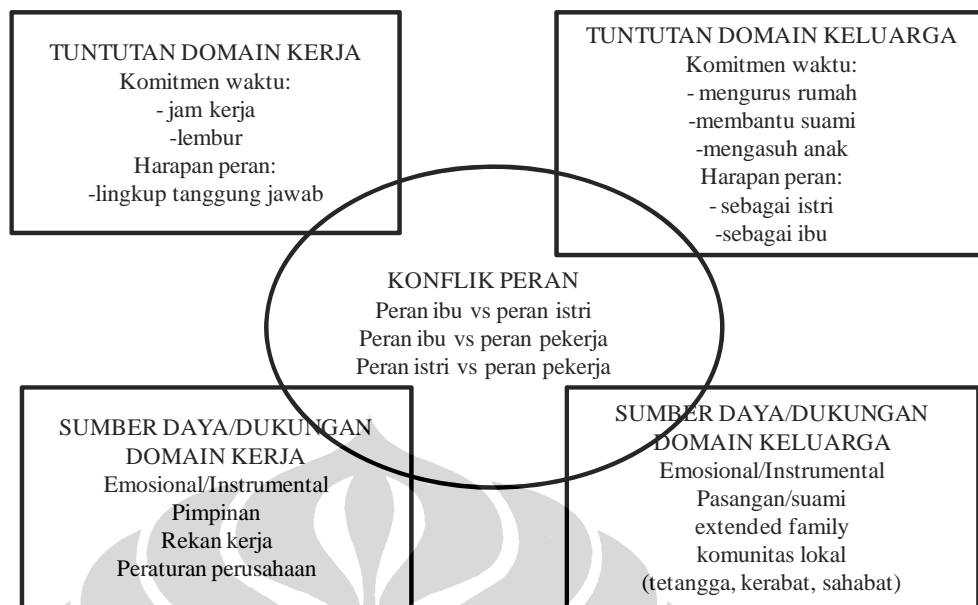 TUNTUTAN DOMAIN KERJA
Komitmen waktu:
- jam kerja
-lembur
Harapan peran:
-lingkup tanggung jawab
TUNTUTAN DOMAIN KELUARGA
Komitmen waktu:
- mengurus rumah
-membantu suami
-mengasuh anak
Harapan peran:
- sebagai istri
-sebagai ibu
KONFLIK PERAN
Peran ibu vs peran istri
Peran ibu vs peran pekerja
Peran istri vs peran pekerja
SUMBER DAYA/DUKUNGAN
DOMAIN KERJA
Emosional/Instrumental
Pimpinan
Rekan kerja
Peraturan perusahaan
SUMBER DAYA/DUKUNGAN
DOMAIN KELUARGA
Emosional/Instrumental
Pasangan/suami
extended family
komunitas lokal
(tetangga, kerabat, sahabat)